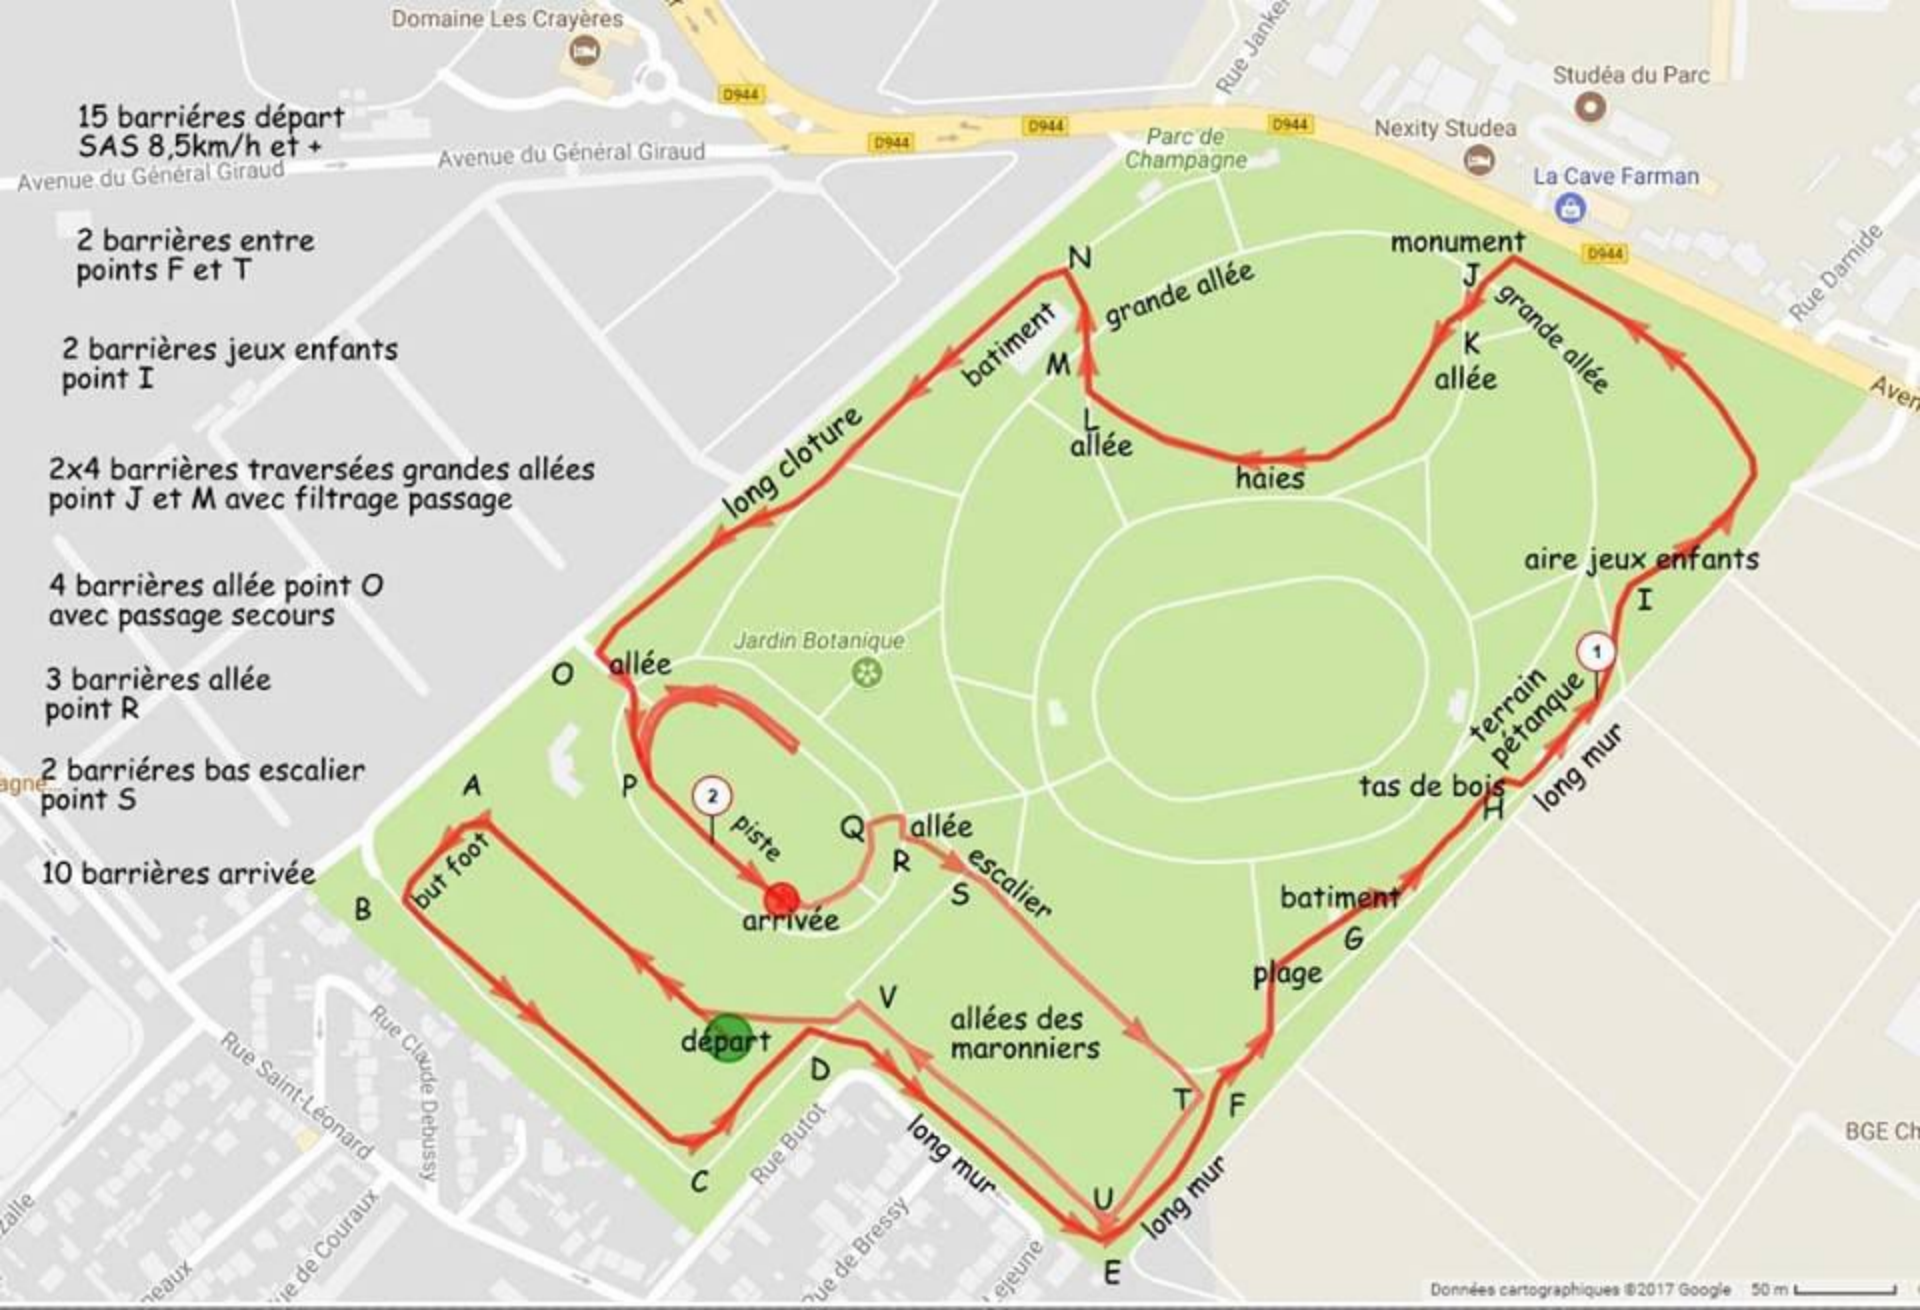 Domaine Les Crayères
15 barriéres départ
SAS 8,5km/h et +
Avenue du Général Giraud
Avenue du Général Giraud
D944
D944
D944
D944
D944
Parc de
Champagne
Studéa du Parc
Nexity Studea
La Cave Farman
Rue Damide
2 barrières entre
points F et T
2 barrières jeux enfants
point I
2x4 barrières traversées grandes allées
point J et M avec filtrage passage
4 barrières allée point O
avec passage secours
3 barrières allée
point R
2 barriéres bas escalier
point S
10 barrières arrivée
N
grande allée
monument
J
grande allée
K
allée
batiment
M
L
allée
haies
long cloture
aire jeux enfants
I
1
terrain
pétanque
long mur
tas de bois
H
Jardin Botanique
O
allée
P
2
piste
arrivée
Q
allée
R
S
escalier
A
but foot
B
batiment
G
plage
V
allées des
maronniers
départ
D
T
F
C
long mur
U
long mur
E
Rue Claude Debussy
Rue Saint-Léonard
Rue Butot
Rue de Bressy
Lejeune
ue de Couraux
BGE Ch
Données cartographiques ©2017 Google
50 m